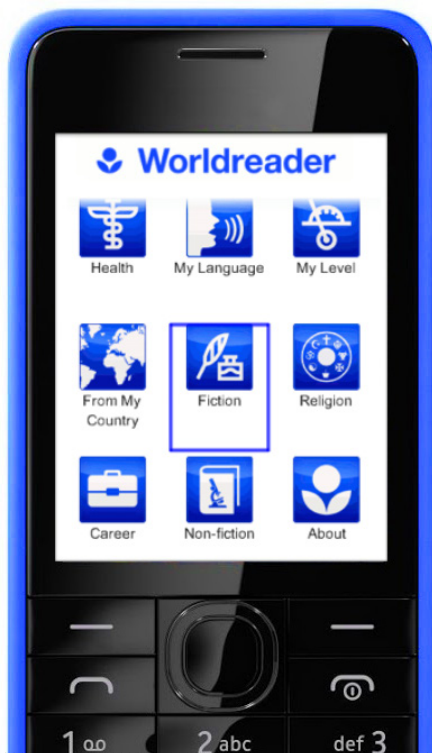 Worldreader
Health My Language My Level
From My Country Fiction Religion
Career Non-fiction About
1 2 abc def 3